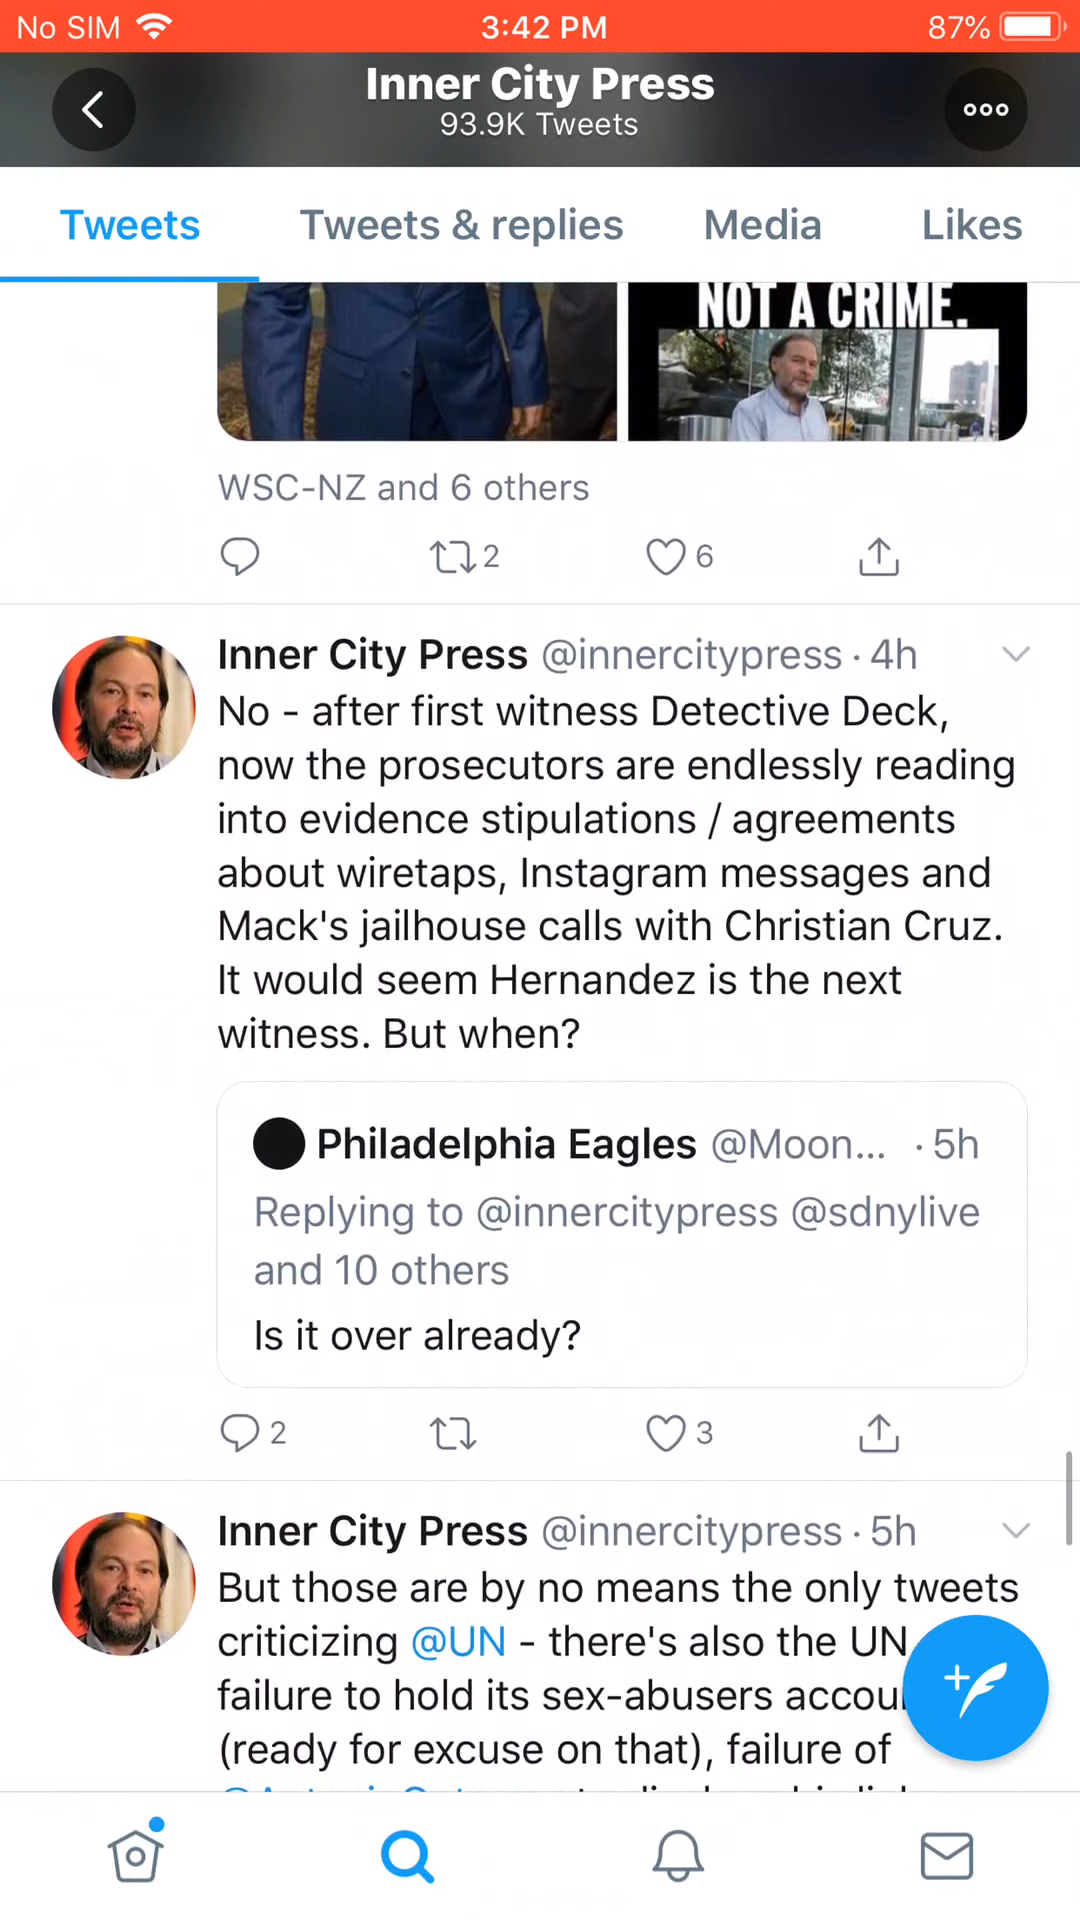 No SIM 3:42 PM 87%
Inner City Press
93.9K Tweets
Tweets Tweets & replies Media Likes
NOT A CRIME.
WSC-NZ and 6 others
2 6
Inner City Press @innercitypress · 4h
No - after first witness Detective Deck,
now the prosecutors are endlessly reading
into evidence stipulations / agreements
about wiretaps, Instagram messages and
Mack's jailhouse calls with Christian Cruz.
It would seem Hernandez is the next
witness. But when?
Philadelphia Eagles @Moon... · 5h
Replying to @innercitypress @sdnylive
and 10 others
Is it over already?
2 3
Inner City Press @innercitypress · 5h
But those are by no means the only tweets
criticizing @UN - there's also the UN
failure to hold its sex-abusers
(ready for excuse on that), failure of